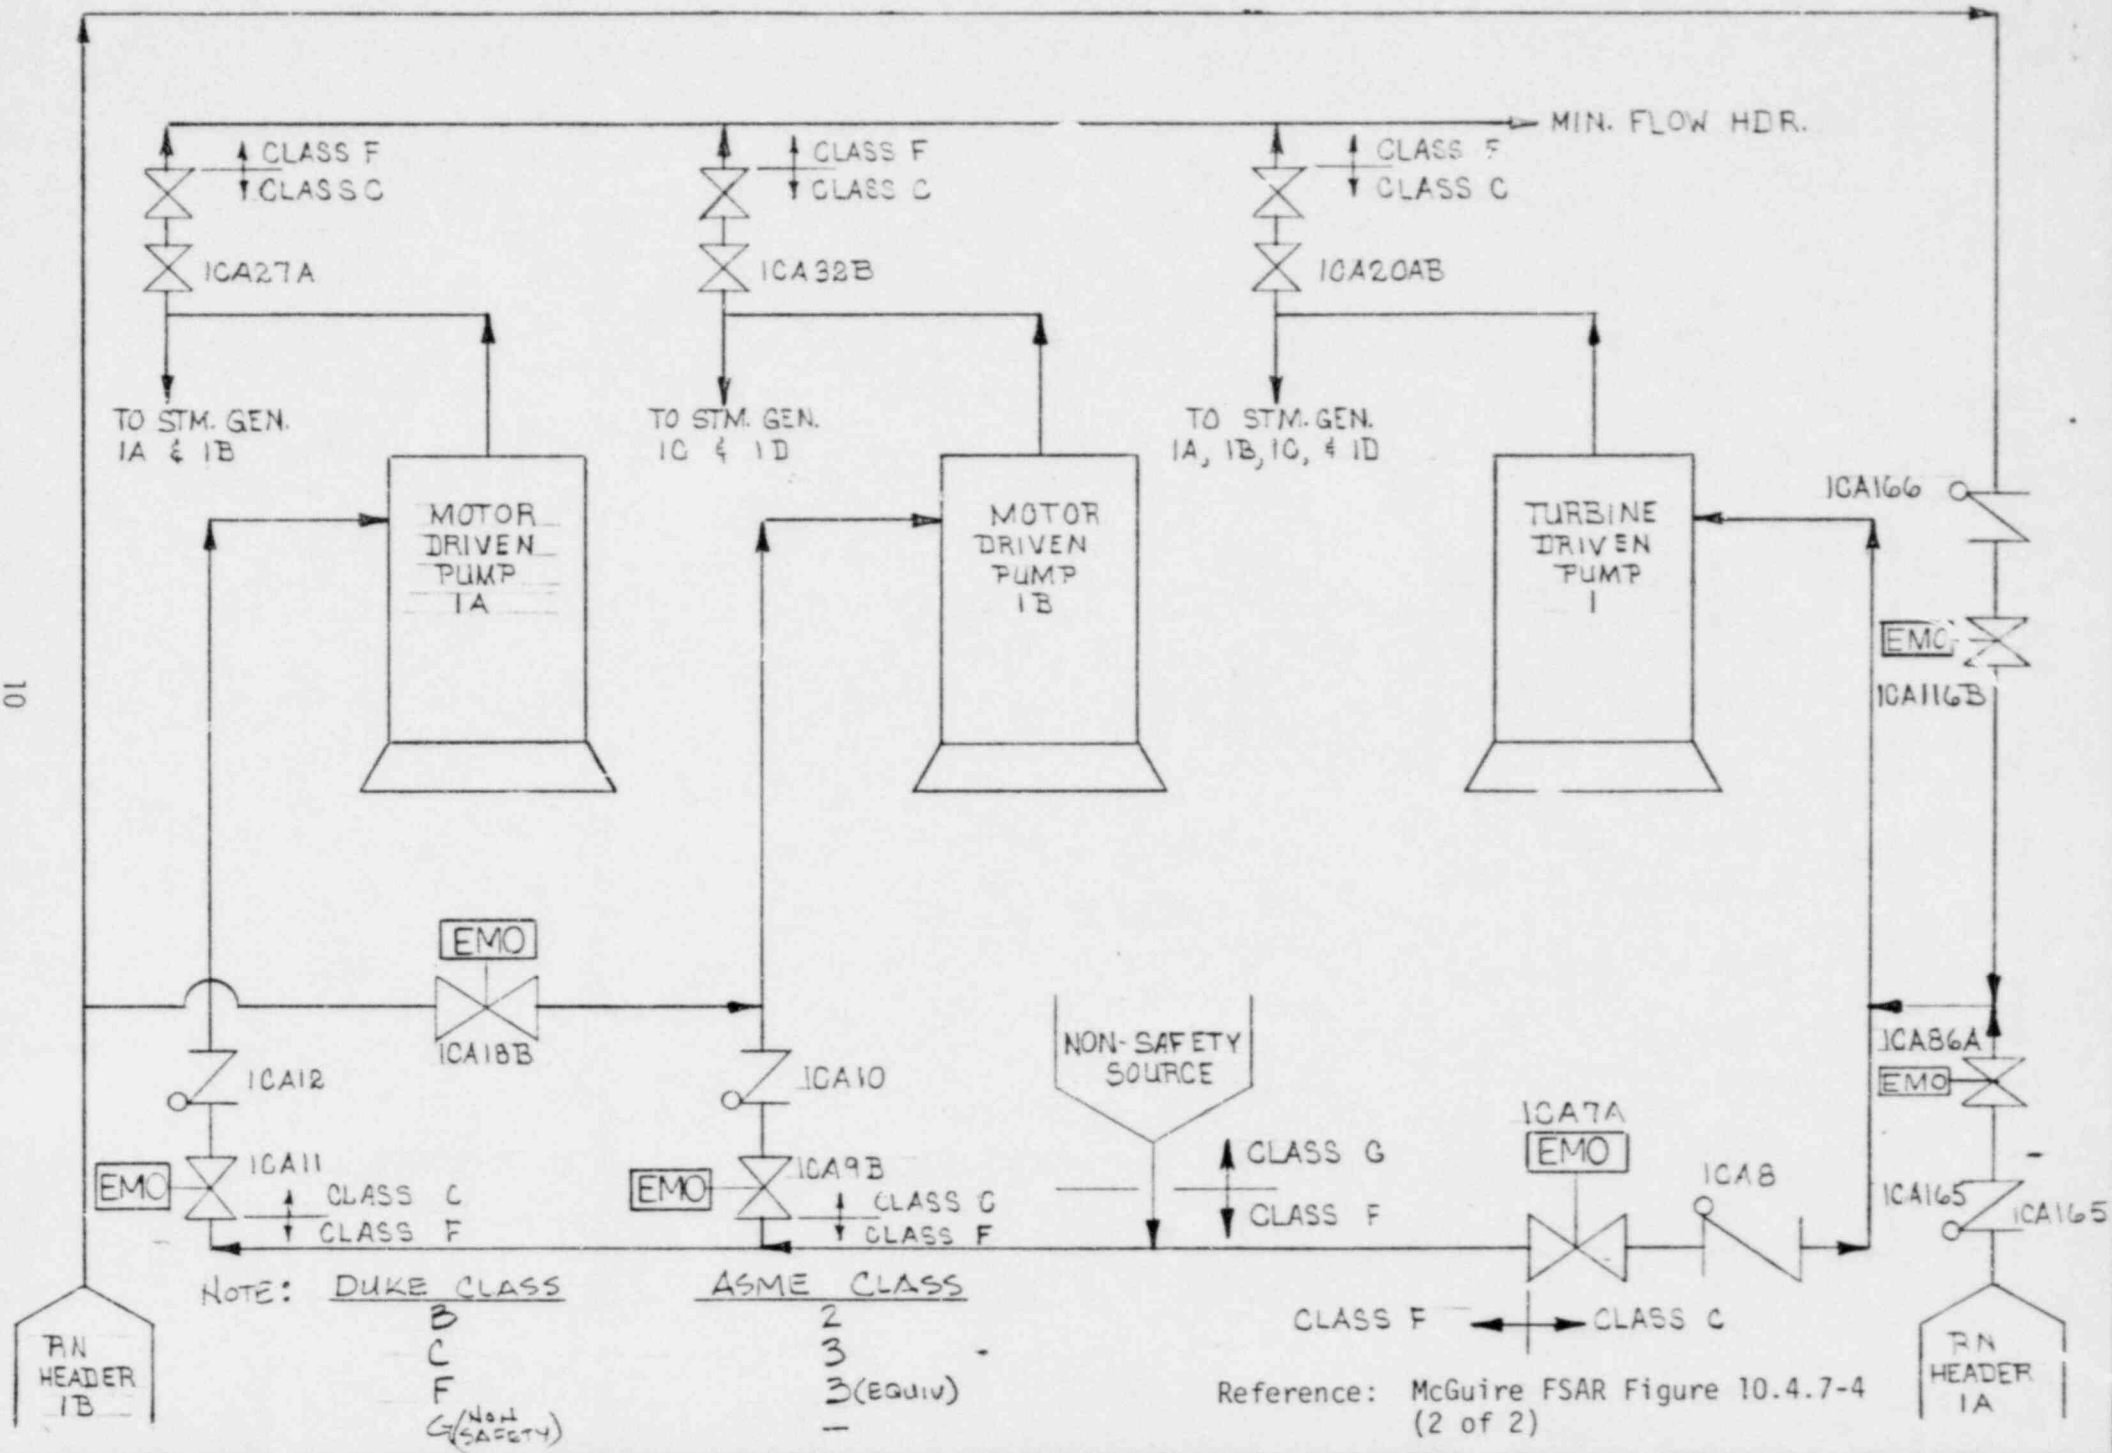 MIN. FLOW HDR.
CLASS F
CLASS C
CLASS F
CLASS C
CLASS F
CLASS C
1CA27A
1CA32B
1CA20AB
TO STM. GEN.
1A & 1B
TO STM. GEN.
1C & 1D
TO STM. GEN.
1A, 1B, 1C, & 1D
MOTOR
DRIVEN
PUMP
1A
MOTOR
DRIVEN
PUMP
1B
TURBINE
DRIVEN
PUMP
1
1CA166
EMO
1CA116B
10
EMO
1CA18B
1CA12
1CA10
NON-SAFETY
SOURCE
1CA86A
EMO
EMO
1CA11
CLASS C
CLASS F
EMO
1CA9B
CLASS C
CLASS F
CLASS G
CLASS F
1CA7A
EMO
1CA8
1CA165
1CA165
NOTE: DUKE CLASS ASME CLASS
B 2
C 3
F 3 (EQUIV)
G (NON SAFETY) —
CLASS F CLASS C
RN
HEADER
1B
RN
HEADER
1A
Reference: McGuire FSAR Figure 10.4.7-4
(2 of 2)